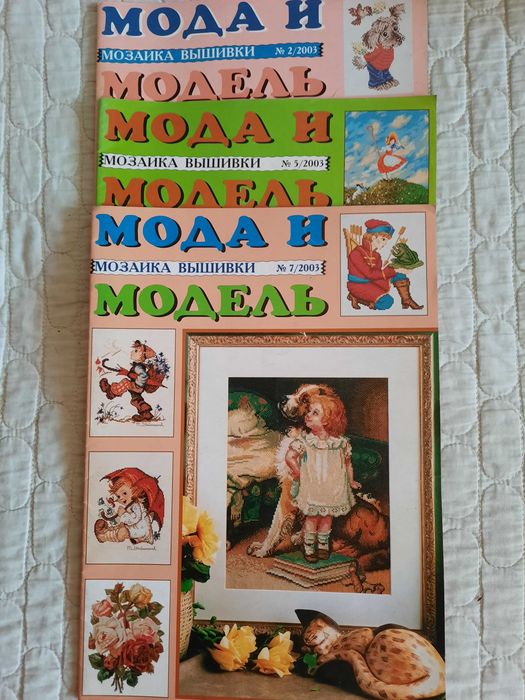 МОДА И
МОЗАИКА ВЫШИВКИ № 2/2003
МОДЕЛЬ
МОДА И
МОЗАИКА ВЫШИВКИ № 5/2003
МОДЕЛЬ
МОДА И
МОЗАИКА ВЫШИВКИ № 7/2003
МОДЕЛЬ